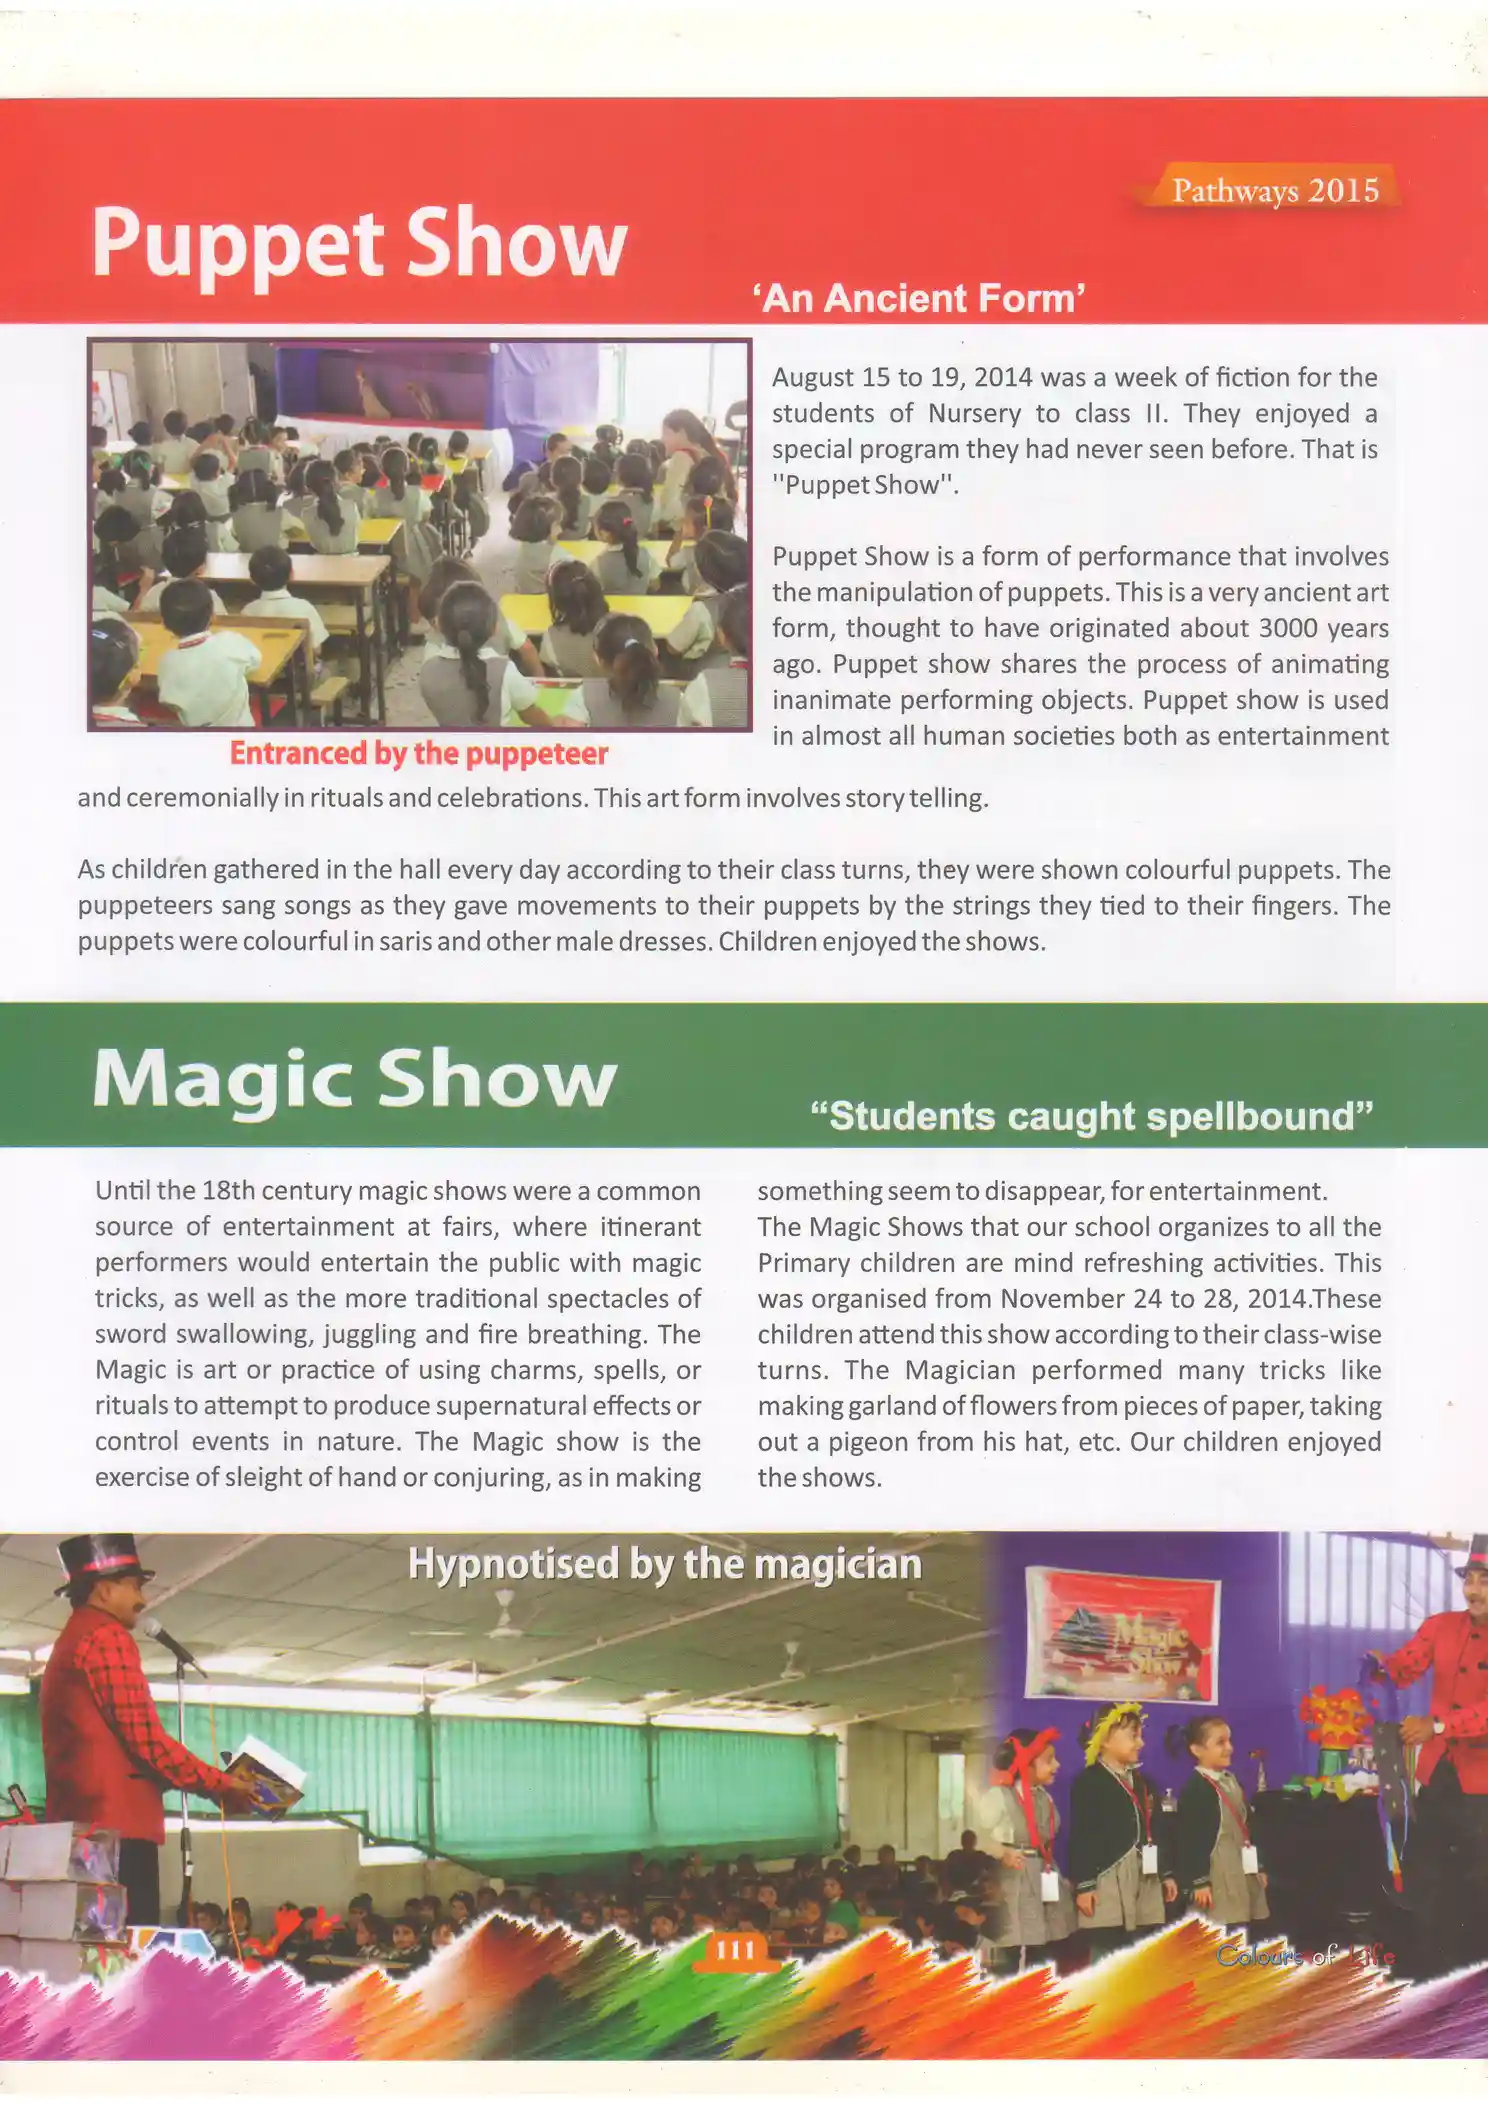 Pathways 2015
Puppet Show
‘An Ancient Form’
August 15 to 19, 2014 was a week of fiction for the
students of Nursery to class II. They enjoyed a
special program they had never seen before. That is
"Puppet Show".
Puppet Show is a form of performance that involves
the manipulation of puppets. This is a very ancient art
form, thought to have originated about 3000 years
ago. Puppet show shares the process of animating
inanimate performing objects. Puppet show is used
in almost all human societies both as entertainment
Entranced by the puppeteer
and ceremonially in rituals and celebrations. This art form involves story telling.
As children gathered in the hall every day according to their class turns, they were shown colourful puppets. The
puppeteers sang songs as they gave movements to their puppets by the strings they tied to their fingers. The
puppets were colourful in saris and other male dresses. Children enjoyed the shows.
Magic Show
“Students caught spellbound”
Until the 18th century magic shows were a common
source of entertainment at fairs, where itinerant
performers would entertain the public with magic
tricks, as well as the more traditional spectacles of
sword swallowing, juggling and fire breathing. The
Magic is art or practice of using charms, spells, or
rituals to attempt to produce supernatural effects or
control events in nature. The Magic show is the
exercise of sleight of hand or conjuring, as in making
something seem to disappear, for entertainment.
The Magic Shows that our school organizes to all the
Primary children are mind refreshing activities. This
was organised from November 24 to 28, 2014.These
children attend this show according to their class-wise
turns. The Magician performed many tricks like
making garland of flowers from pieces of paper, taking
out a pigeon from his hat, etc. Our children enjoyed
the shows.
Hypnotised by the magician
Magic
Show
111
Colours of Life